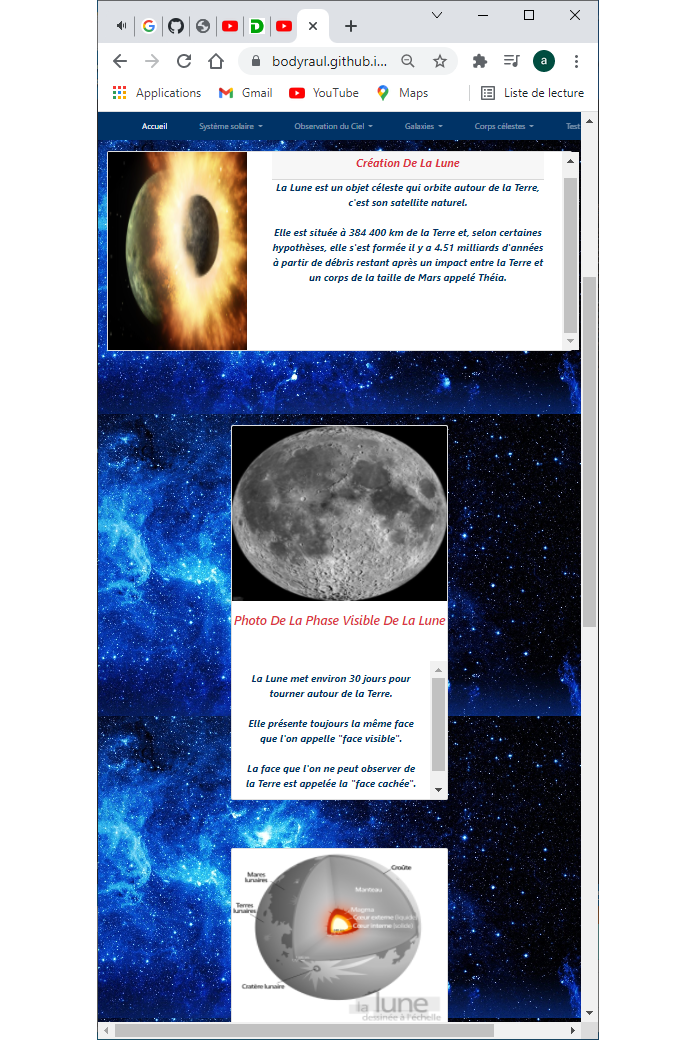 bodyraul.github.i...
a
Applications
Gmail
YouTube
Maps
Liste de lecture
Accueil
Système solaire
Observation du Ciel
Galaxies
Corps célestes
Test
Création De La Lune
La Lune est un objet céleste qui orbite autour de la Terre,
c'est son satellite naturel.
Elle est située à 384 400 km de la Terre et, selon certaines
hypothèses, elle s'est formée il y a 4.51 milliards d'années
à partir de débris restant après un impact entre la Terre et
un corps de la taille de Mars appelé Théia.
Photo De La Phase Visible De La Lune
La Lune met environ 30 jours pour
tourner autour de la Terre.
Elle présente toujours la même face
que l'on appelle "face visible".
La face que l'on ne peut observer de
la Terre est appelée la "face cachée".
Mares
lunaires
Croûte
Manteau
Terres
lunaires
Magma
Cœur externe (liquide)
Cœur interne (solide)
Cratère lunaire
la lune
dessinée à l'échelle